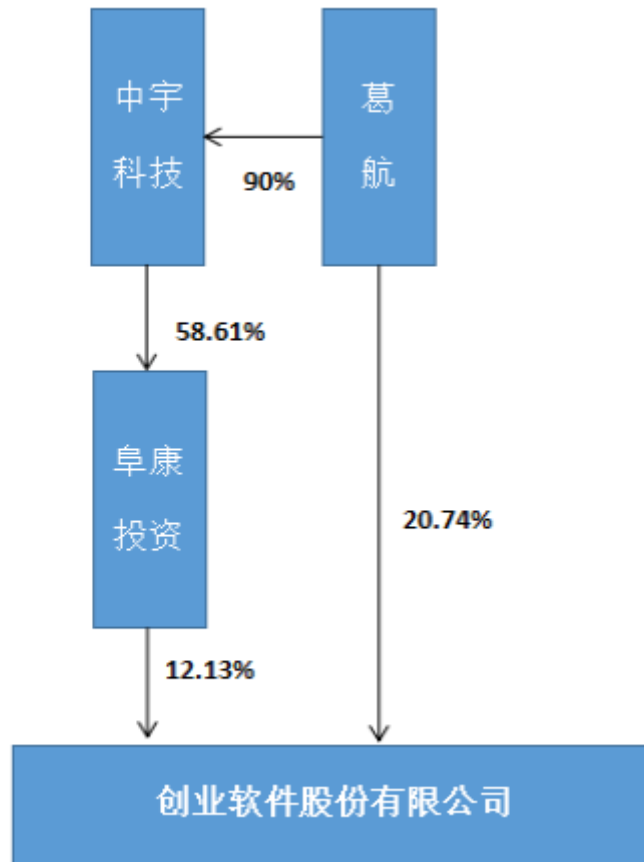 中宇
科技
葛
航
90%
58.61%
阜康
投资
20.74%
12.13%
创业软件股份有限公司